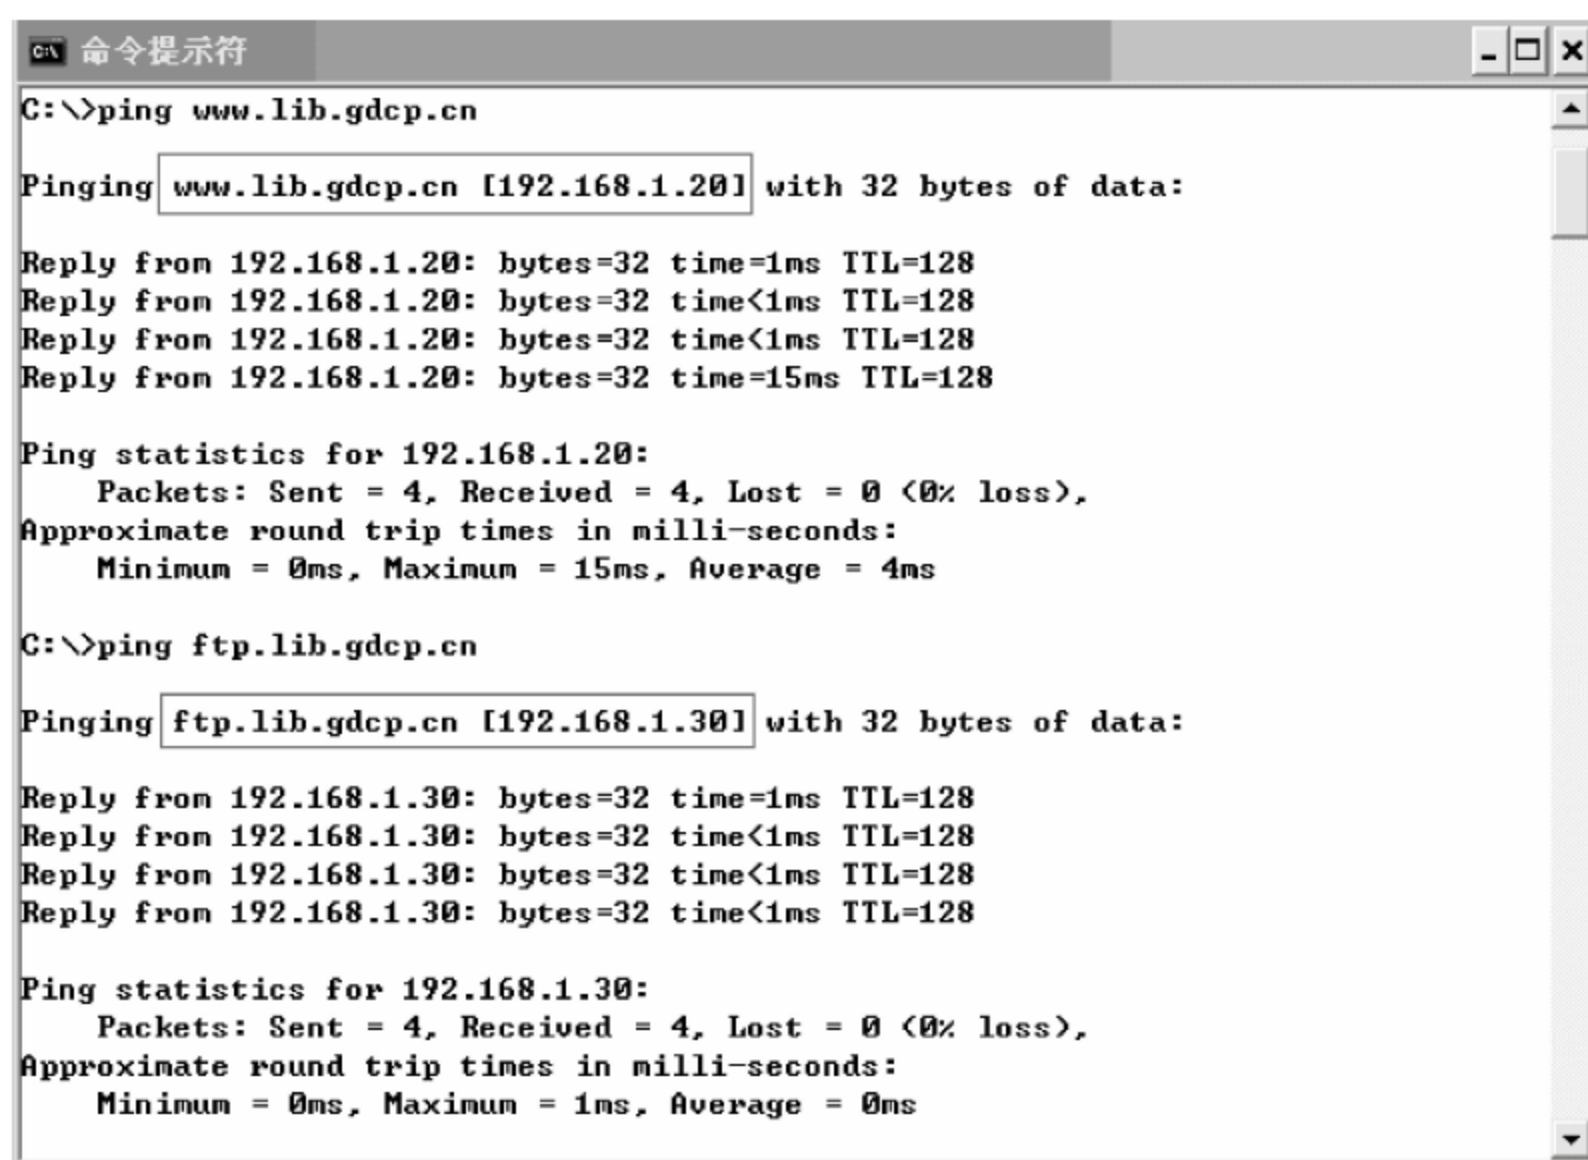 命令提示符
C:\>ping www.lib.gdcp.cn
Pinging www.lib.gdcp.cn [192.168.1.20] with 32 bytes of data:
Reply from 192.168.1.20: bytes=32 time=1ms TTL=128
Reply from 192.168.1.20: bytes=32 time<1ms TTL=128
Reply from 192.168.1.20: bytes=32 time<1ms TTL=128
Reply from 192.168.1.20: bytes=32 time=15ms TTL=128
Ping statistics for 192.168.1.20:
Packets: Sent = 4, Received = 4, Lost = 0 (0% loss),
Approximate round trip times in milli-seconds:
Minimum = 0ms, Maximum = 15ms, Average = 4ms
C:\>ping ftp.lib.gdcp.cn
Pinging ftp.lib.gdcp.cn [192.168.1.30] with 32 bytes of data:
Reply from 192.168.1.30: bytes=32 time=1ms TTL=128
Reply from 192.168.1.30: bytes=32 time<1ms TTL=128
Reply from 192.168.1.30: bytes=32 time<1ms TTL=128
Reply from 192.168.1.30: bytes=32 time<1ms TTL=128
Ping statistics for 192.168.1.30:
Packets: Sent = 4, Received = 4, Lost = 0 (0% loss),
Approximate round trip times in milli-seconds:
Minimum = 0ms, Maximum = 1ms, Average = 0ms